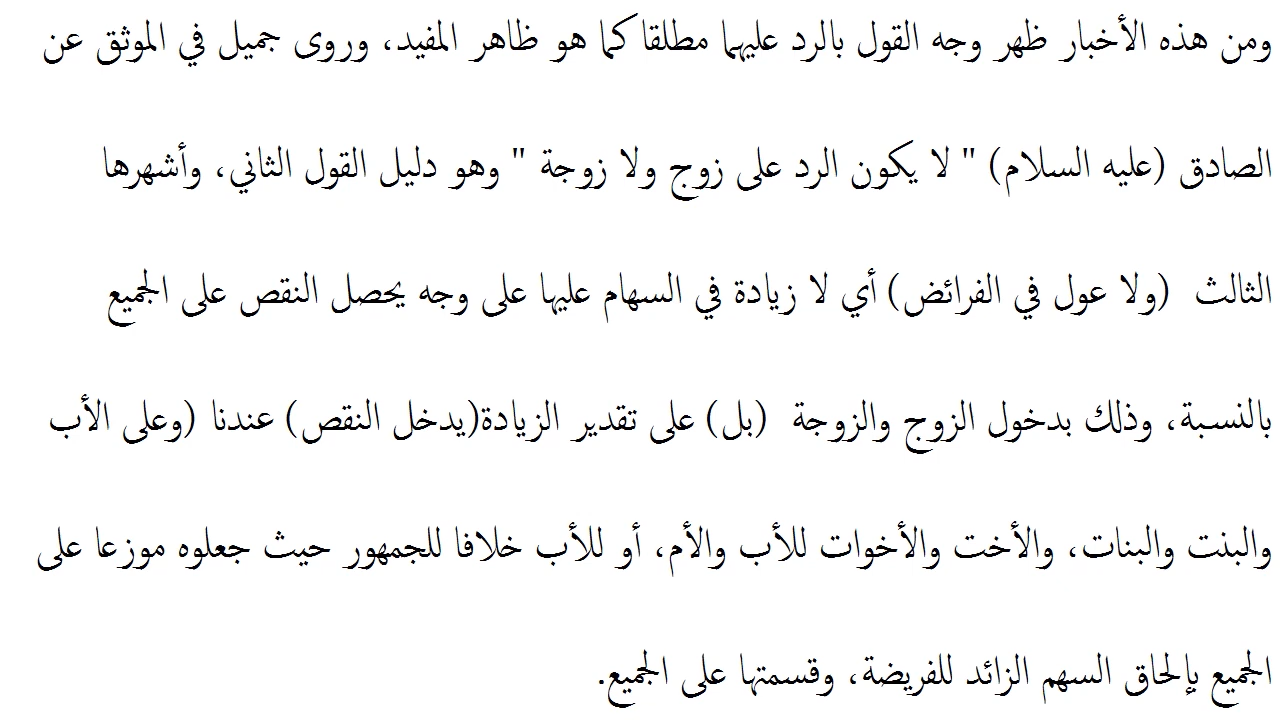 ومن هذه الأخبار ظهر وجه القول بالرد عليهما مطلقا كما هو ظاهر المفيد، وروى جميل في الموثق عن
الصادق (عليه السلام) " لا يكون الرد على زوج ولا زوجة " وهو دليل القول الثاني، وأشهرها
الثالث (ولا عول في الفرائض) أي لا زيادة في السهام عليها على وجه يحصل النقص على الجميع
بالنسبة، وذلك بدخول الزوج والزوجة (بل) على تقدير الزيادة(يدخل النقص) عندنا (وعلى الأب
والبنت والبنات، والأخت والأخوات للأب والأم، أو للأب خلافا للجمهور حيث جعلوه موزعا على
الجميع بإلحاق السهم الزائد للفريضة، وقسمتها على الجميع.